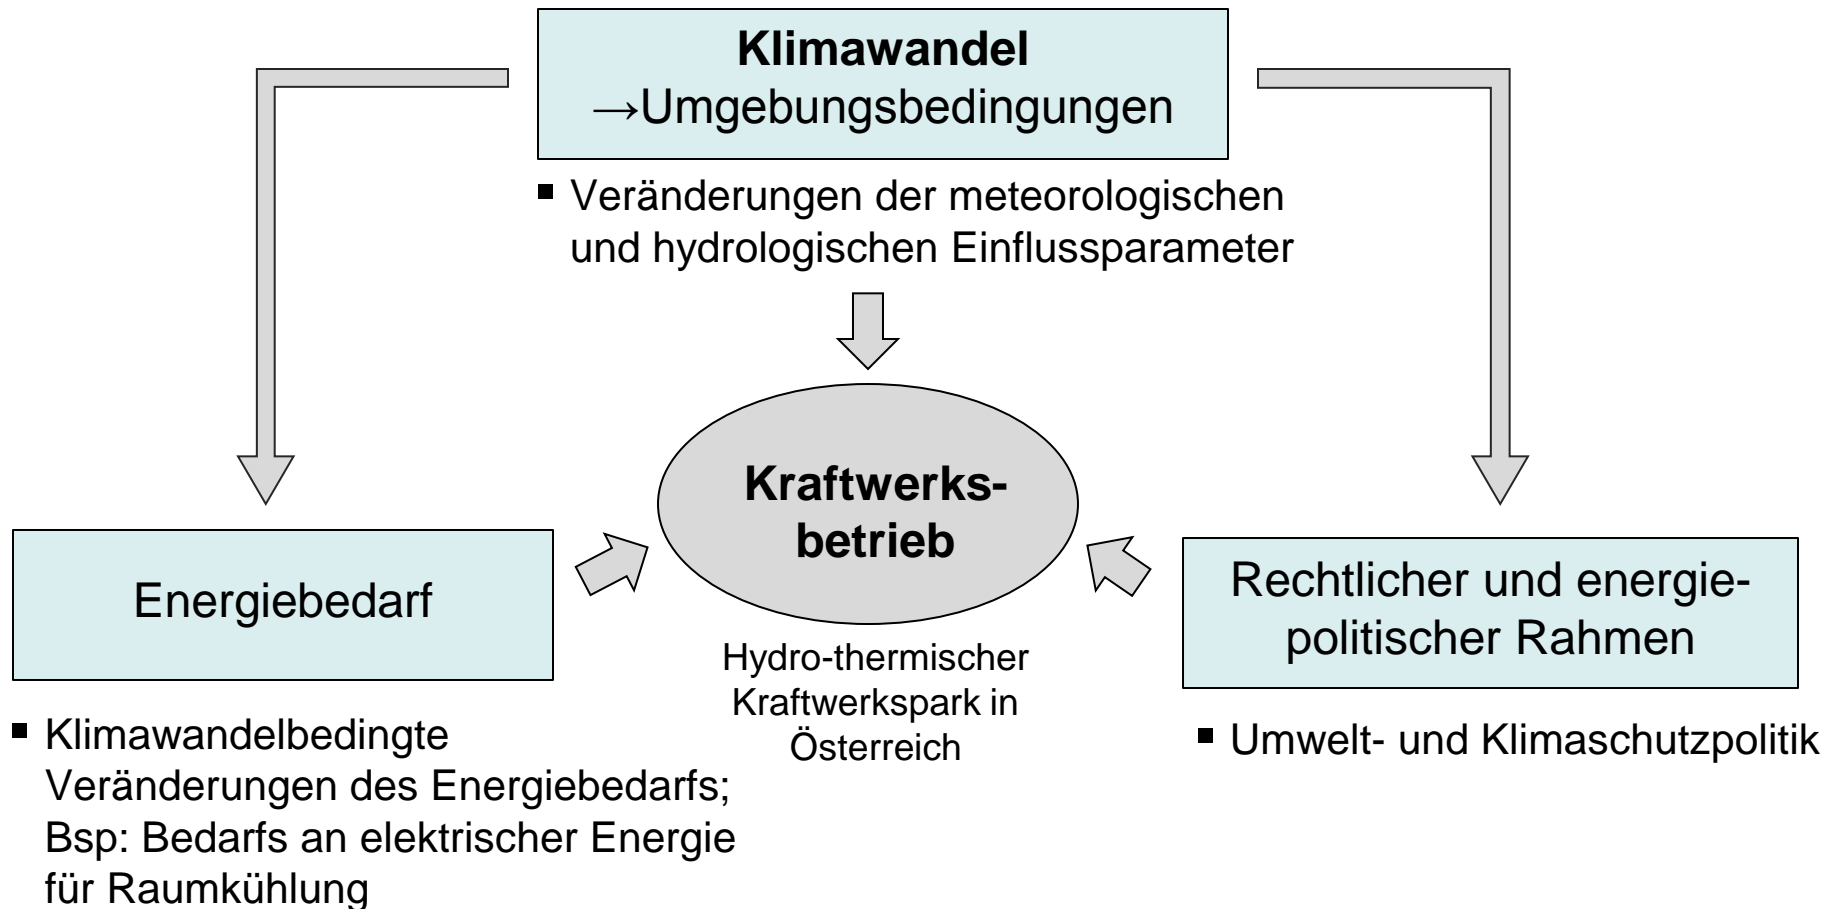 Klimawandel
→Umgebungsbedingungen
▪ Veränderungen der meteorologischen
und hydrologischen Einflussparameter
Kraftwerks-
betrieb
Hydro-thermischer
Kraftwerkspark in
Österreich
Energiebedarf
▪ Klimawandelbedingte
Veränderungen des Energiebedarfs;
Bsp: Bedarfs an elektrischer Energie
für Raumkühlung
Rechtlicher und energie-
politischer Rahmen
▪ Umwelt- und Klimaschutzpolitik